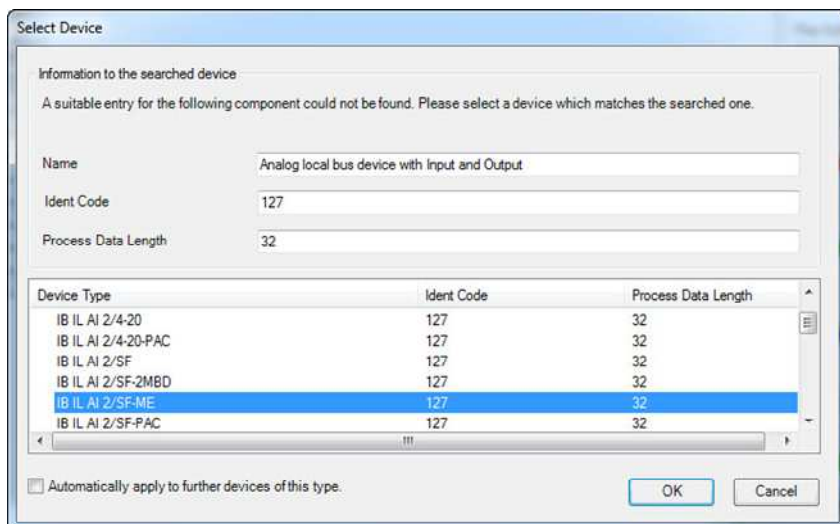 Select Device
Information to the searched device
A suitable entry for the following component could not be found. Please select a device which matches the searched one.
Name Analog local bus device with Input and Output
Ident Code 127
Process Data Length 32
Device Type Ident Code Process Data Length
IB IL AI 2/4-20 127 32
IB IL AI 2/4-20-PAC 127 32
IB IL AI 2/SF 127 32
IB IL AI 2/SF-2MBD 127 32
IB IL AI 2/SF-ME 127 32
IB IL AI 2/SF-PAC 127 32
Automatically apply to further devices of this type.
OK Cancel